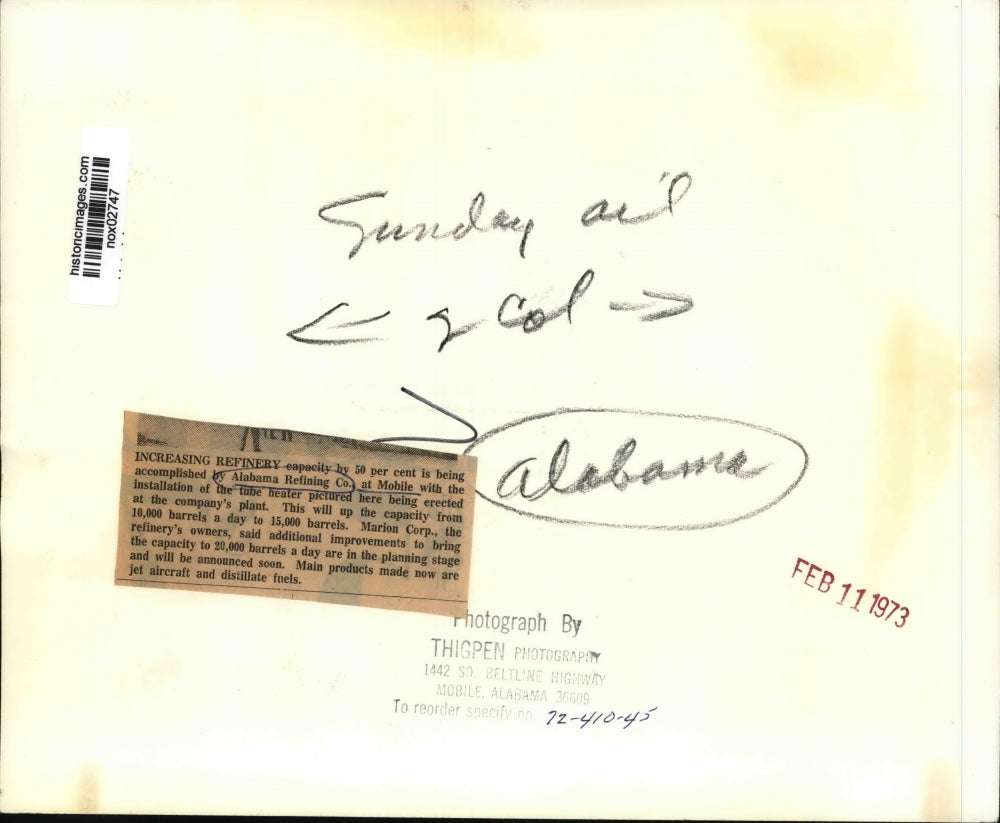 historicimages.com
nox02747
Sunday oil
← 2 Col →
Alabama
INCREASING REFINERY capacity by 50 per cent is being
accomplished by Alabama Refining Co. at Mobile with the
installation of the tube heater pictured here being erected
at the company's plant. This will up the capacity from
10,000 barrels a day to 15,000 barrels. Marion Corp., the
refinery's owners, said additional improvements to bring
the capacity to 20,000 barrels a day are in the planning stage
and will be announced soon. Main products made now are
jet aircraft and distillate fuels.
FEB 11 1973
Photograph By
THIGPEN PHOTOGRAPHY
1442 SO. BELTLINE HIGHWAY
MOBILE, ALABAMA 36609
To reorder specify no. 72-410-45